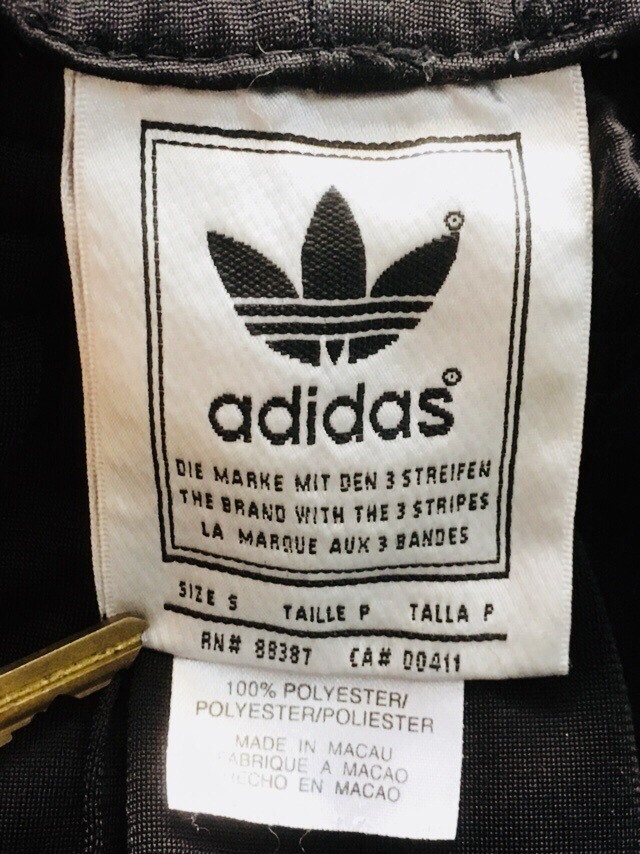 adidas
DIE MARKE MIT DEN 3 STREIFEN
THE BRAND WITH THE 3 STRIPES
LA MARQUE AUX 3 BANDES
SIZE S TAILLE P TALLA P
RN# 88387 CA# 00411
100% POLYESTER/
POLYESTER/POLIESTER
MADE IN MACAU
FABRIQUE A MACAO
HECHO EN MACAO